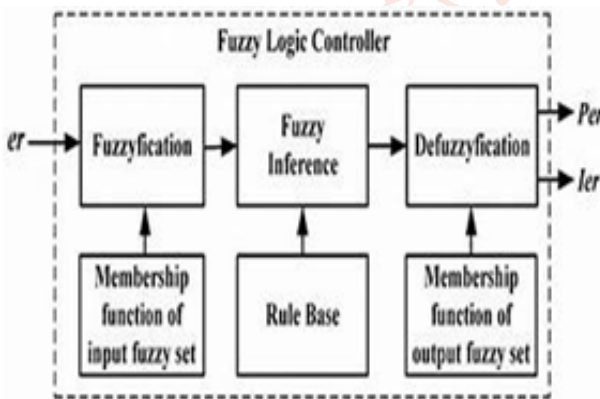 Fuzzy Logic Controller
er
Fuzzyfication
Fuzzy
Inference
Defuzzyfication
Per
Ier
Membership
function of
input fuzzy set
Rule Base
Membership
function of
output fuzzy set